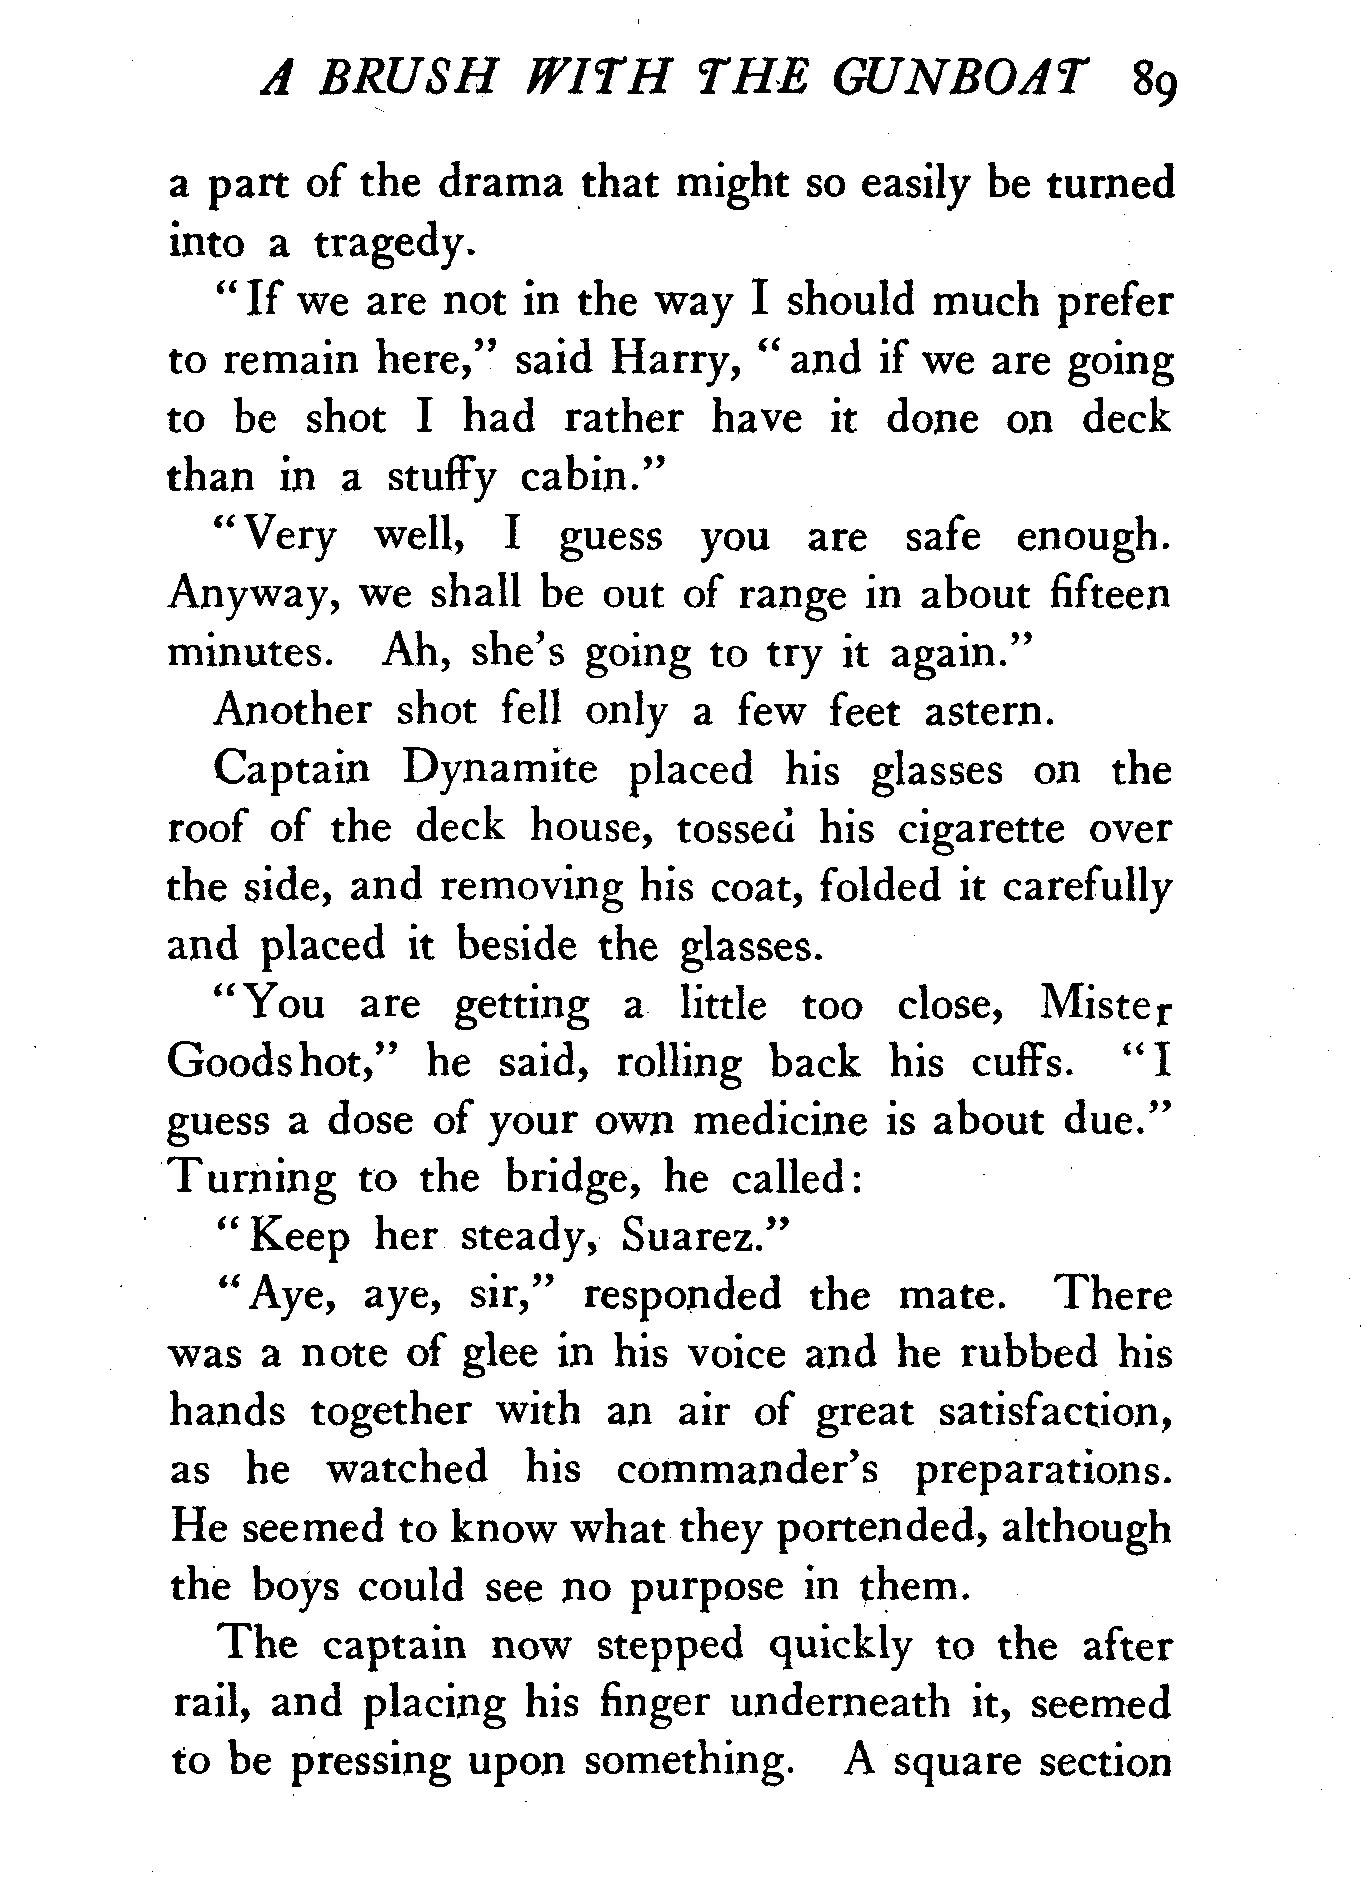 A BRUSH WITH THE GUNBOAT 89
a part of the drama that might so easily be turned
into a tragedy.
"If we are not in the way I should much prefer
to remain here," said Harry, "and if we are going
to be shot I had rather have it done on deck
than in a stuffy cabin."
"Very well, I guess you are safe enough.
Anyway, we shall be out of range in about fifteen
minutes. Ah, she's going to try it again."
Another shot fell only a few feet astern.
Captain Dynamite placed his glasses on the
roof of the deck house, tossed his cigarette over
the side, and removing his coat, folded it carefully
and placed it beside the glasses.
"You are getting a little too close, Mister
Goodshot," he said, rolling back his cuffs. "I
guess a dose of your own medicine is about due."
Turning to the bridge, he called:
"Keep her steady, Suarez."
"Aye, aye, sir," responded the mate. There
was a note of glee in his voice and he rubbed his
hands together with an air of great satisfaction,
as he watched his commander's preparations.
He seemed to know what they portended, although
the boys could see no purpose in them.
The captain now stepped quickly to the after
rail, and placing his finger underneath it, seemed
to be pressing upon something. A square section